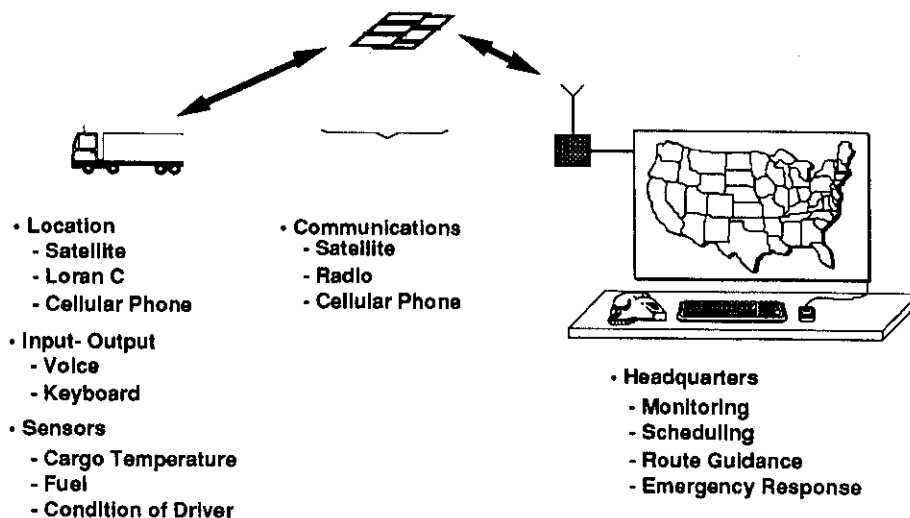 • Location
- Satellite
- Loran C
- Cellular Phone
• Input- Output
- Voice
- Keyboard
• Sensors
- Cargo Temperature
- Fuel
- Condition of Driver
• Communications
- Satellite
- Radio
- Cellular Phone
• Headquarters
- Monitoring
- Scheduling
- Route Guidance
- Emergency Response